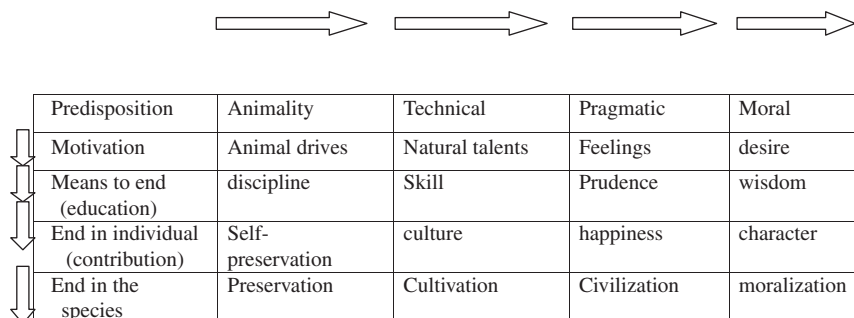 Predisposition Animality Technical Pragmatic Moral
Motivation Animal drives Natural talents Feelings desire
Means to end discipline Skill Prudence wisdom
(education)
End in individual Self- culture happiness character
(contribution) preservation
End in the Preservation Cultivation Civilization moralization
species